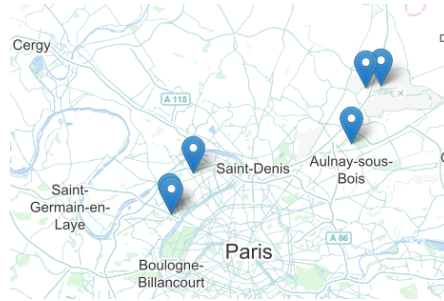 Cergy
A 115
Saint-Denis
Aulnay-sous-
Bois
Saint-
Germain-en-
Laye
Paris
A 86
Boulogne-
Billancourt